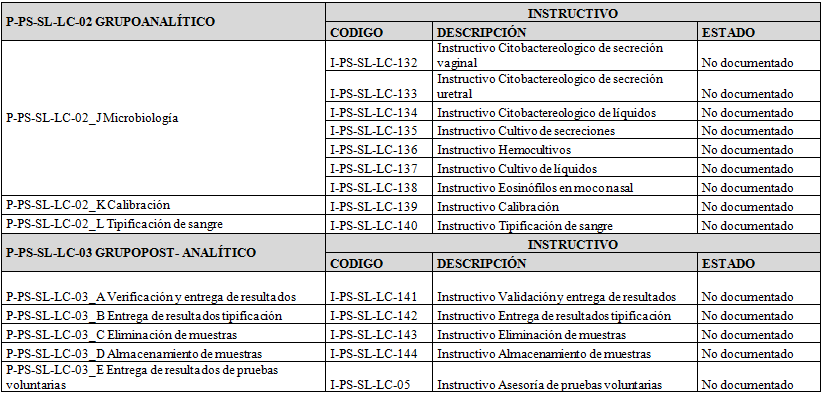 P-PS-SL-LC-02 GRUPOANALÍTICO
INSTRUCTIVO
CODIGO DESCRIPCIÓN ESTADO
P-PS-SL-LC-02_J Microbiología
I-PS-SL-LC-132 Instructivo Citobactereologico de secreción
vaginal No documentado
I-PS-SL-LC-133 Instructivo Citobactereologico de secreción
uretral No documentado
I-PS-SL-LC-134 Instructivo Citobactereologico de líquidos No documentado
I-PS-SL-LC-135 Instructivo Cultivo de secreciones No documentado
I-PS-SL-LC-136 Instructivo Hemocultivos No documentado
I-PS-SL-LC-137 Instructivo Cultivo de líquidos No documentado
I-PS-SL-LC-138 Instructivo Eosinófilos en moco nasal No documentado
P-PS-SL-LC-02_K Calibración I-PS-SL-LC-139 Instructivo Calibración No documentado
P-PS-SL-LC-02_L Tipificación de sangre I-PS-SL-LC-140 Instructivo Tipificación de sangre No documentado
P-PS-SL-LC-03 GRUPOPOST- ANALÍTICO
INSTRUCTIVO
CODIGO DESCRIPCIÓN ESTADO
P-PS-SL-LC-03_A Verificación y entrega de resultados I-PS-SL-LC-141 Instructivo Validación y entrega de resultados No documentado
P-PS-SL-LC-03_B Entrega de resultados tipificación I-PS-SL-LC-142 Instructivo Entrega de resultados tipificación No documentado
P-PS-SL-LC-03_C Eliminación de muestras I-PS-SL-LC-143 Instructivo Eliminación de muestras No documentado
P-PS-SL-LC-03_D Almacenamiento de muestras I-PS-SL-LC-144 Instructivo Almacenamiento de muestras No documentado
P-PS-SL-LC-03_E Entrega de resultados de pruebas
voluntarias I-PS-SL-LC-05 Instructivo Asesoría de pruebas voluntarias No documentado